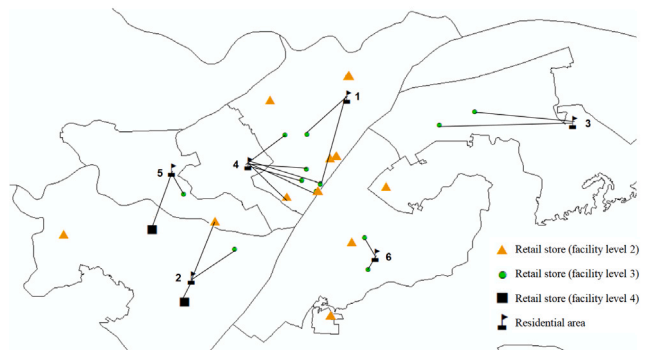 1
3
4
5
6
2
Retail store (facility level 2)
Retail store (facility level 3)
Retail store (facility level 4)
Residential area